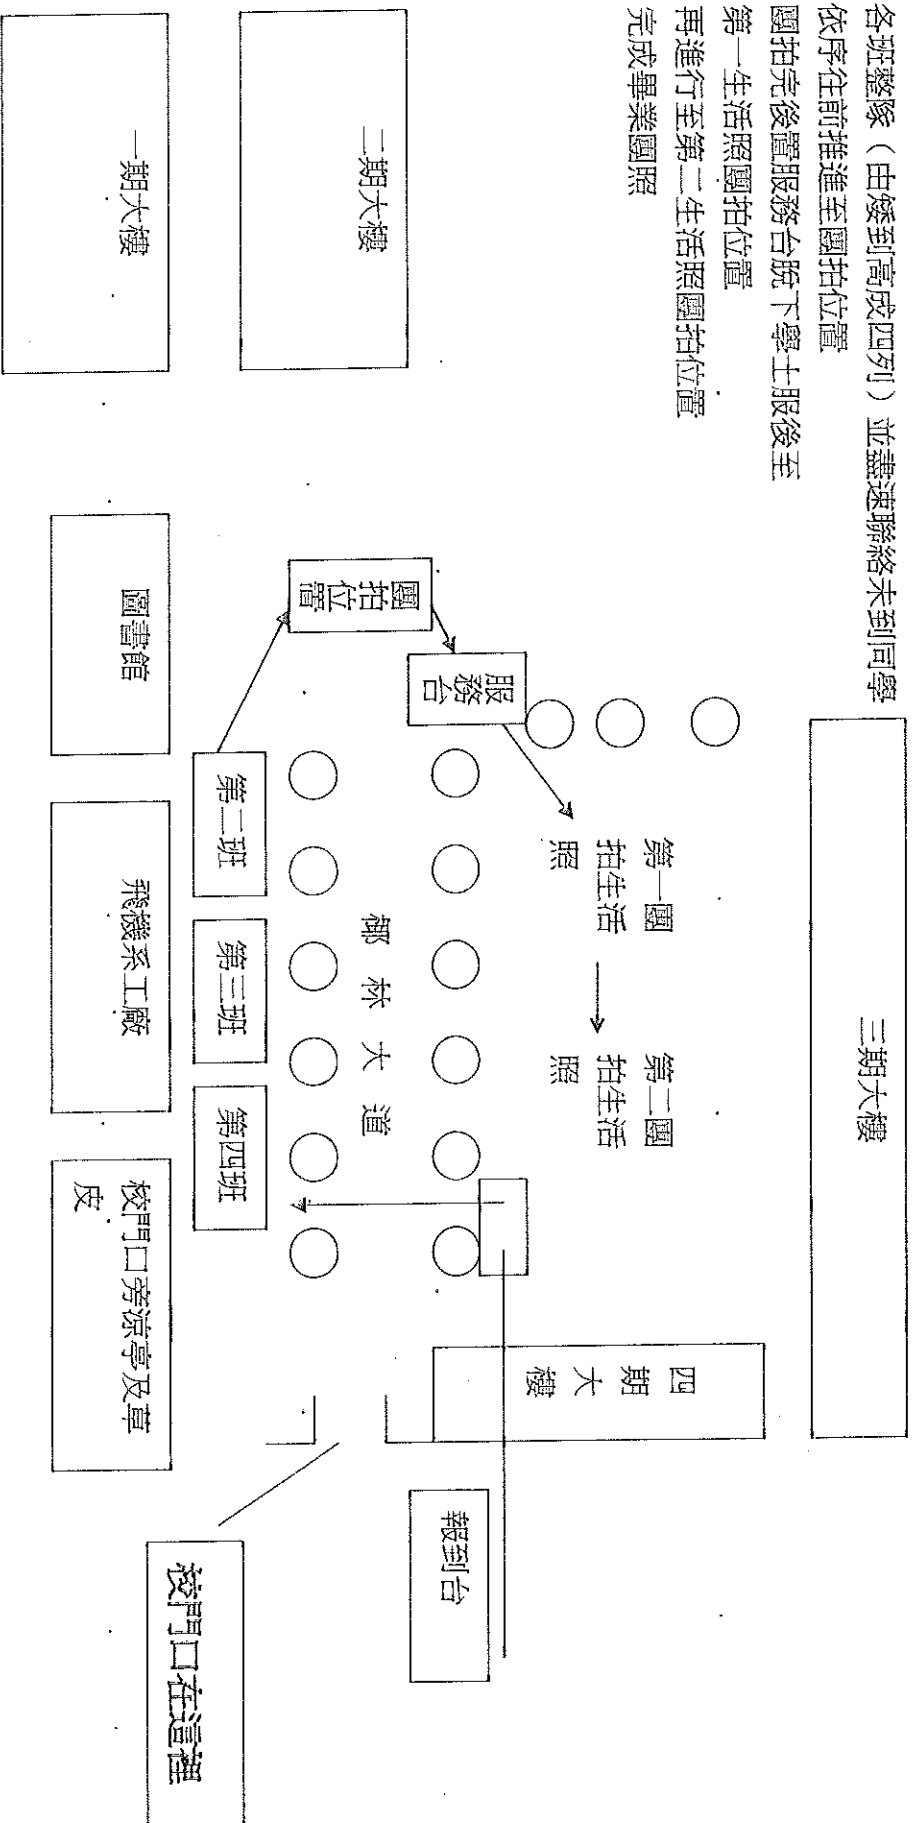 各班整隊（由矮到高成四列）並盡速聯絡未到同學
依序往前推進至團拍位置
團拍完後置服務台脫下學士服後至
第一生活照團拍位置
再進行至第二生活照團拍位置
完成畢業團照
三期大樓
二期大樓
一期大樓
第一團
拍生活
照
第二團
拍生活
照
四
期
大
樓
服
務
台
團
拍
位
置
椰林大道
報到台
第二班
第三班
第四班
圖書館
飛機系工廠
校門口旁涼亭及草
皮
校門口在這裡